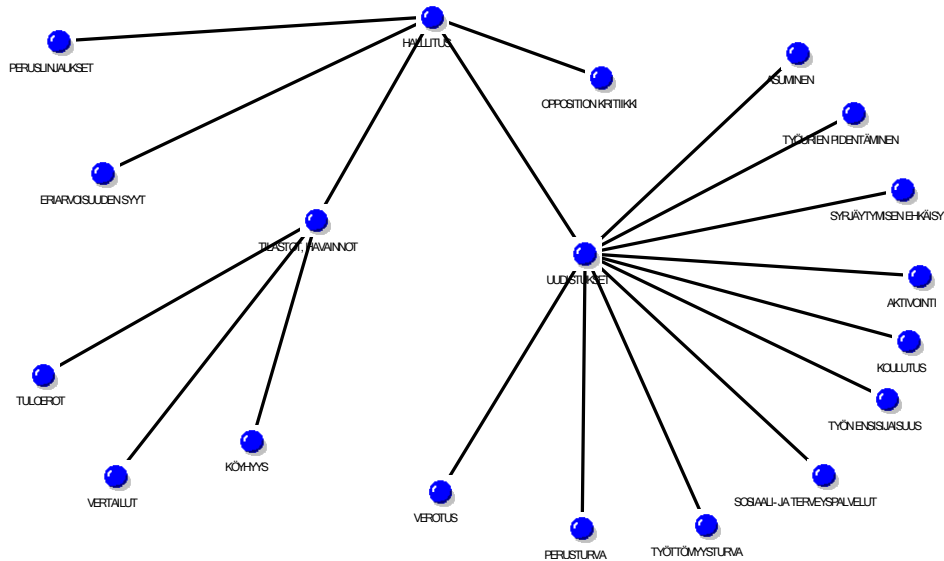 HALLITUS
PERUSLINJAUKSET
ASUMINEN
OPPOSITION KRITIIKKI
TYÖURIEN PIDENTÄMINEN
ERIARVOISUUDEN SYYT
SYRJÄYTYMISEN EHKÄISY
TILASTOT, HAVAINNOT
UUDISTUKSET
AKTIVOINTI
KOULUTUS
TULOEROT
TYÖN ENSISIJAISUUS
KÖYHYYS
VERTAILUT
SOSIAALI- JA TERVEYSPALVELUT
VEROTUS
PERUSTURVA
TYÖTTÖMYYSTURVA